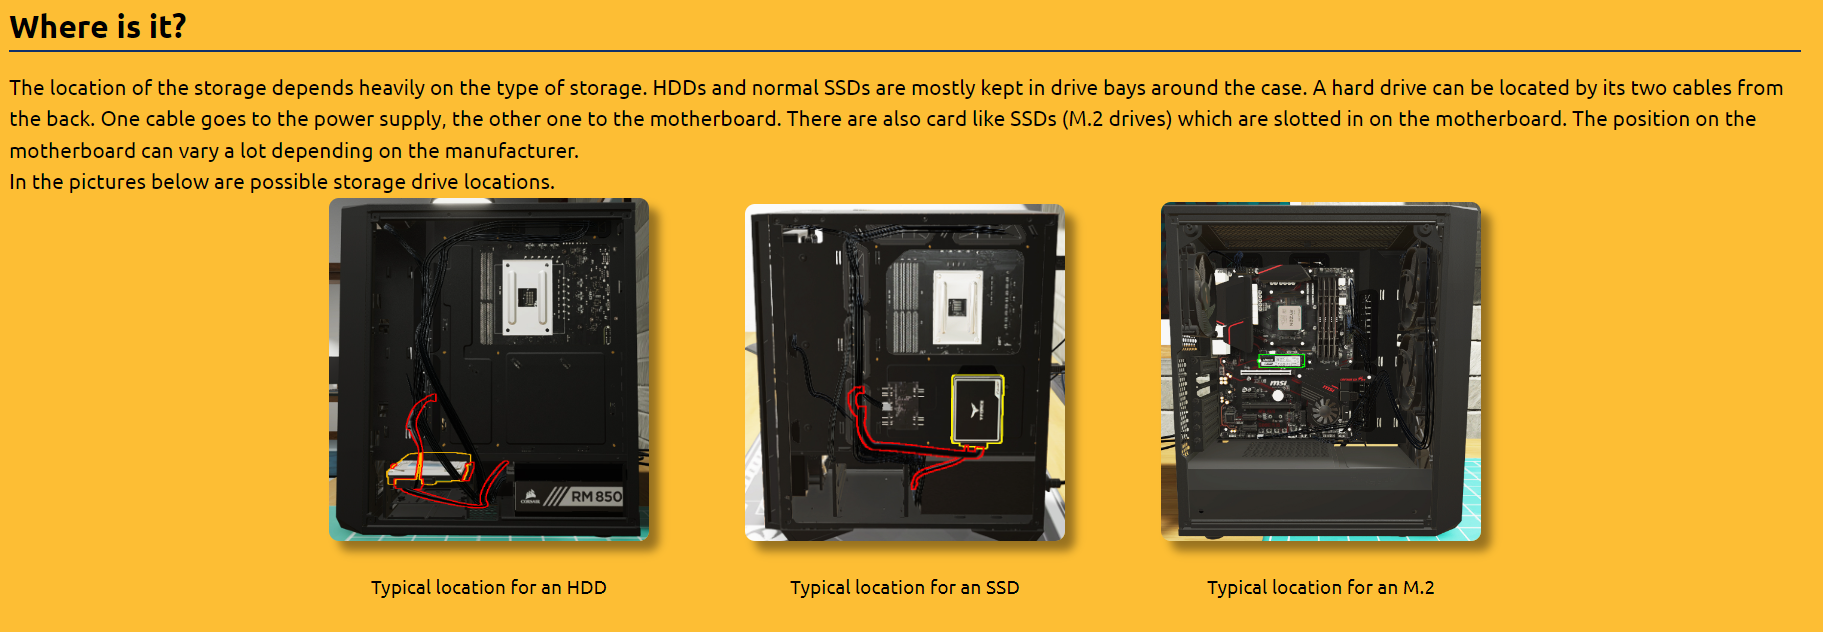 Where is it?
The location of the storage depends heavily on the type of storage. HDDs and normal SSDs are mostly kept in drive bays around the case. A hard drive can be located by its two cables from
the back. One cable goes to the power supply, the other one to the motherboard. There are also card like SSDs (M.2 drives) which are slotted in on the motherboard. The position on the
motherboard can vary a lot depending on the manufacturer.
In the pictures below are possible storage drive locations.
CORSAIR
RM 850
msi
Typical location for an HDD
Typical location for an SSD
Typical location for an M.2